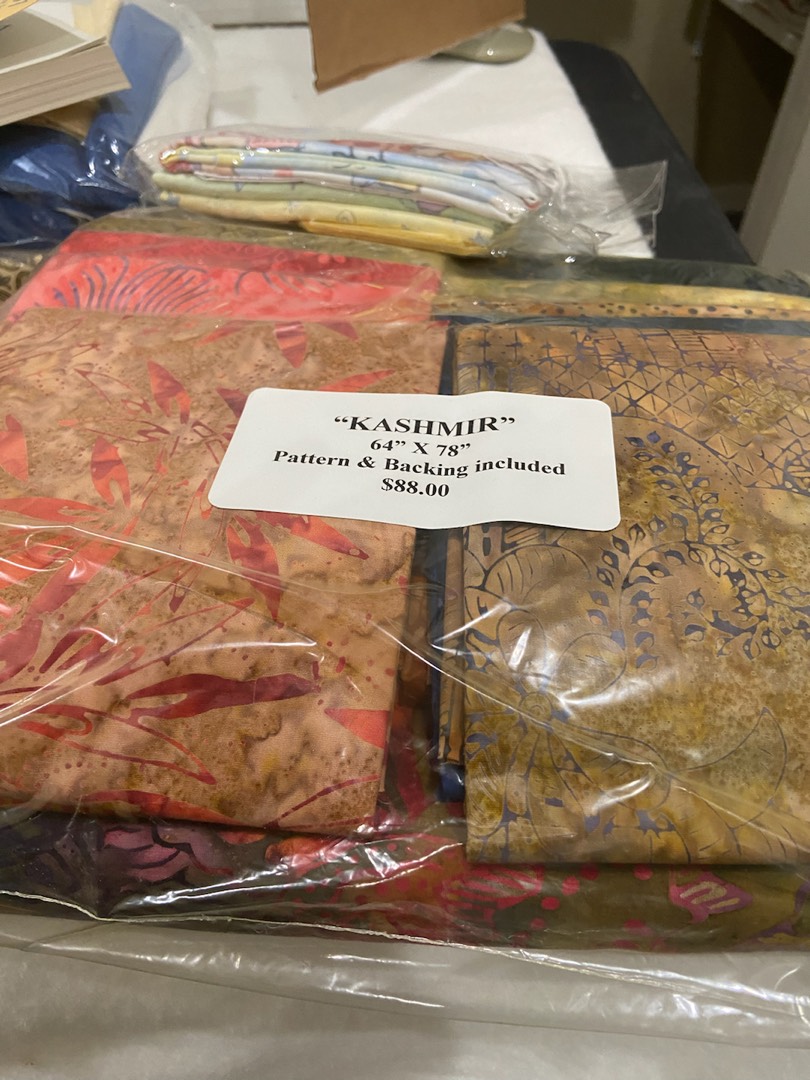 “KASHMIR”
64” X 78”
Pattern & Backing included
$88.00